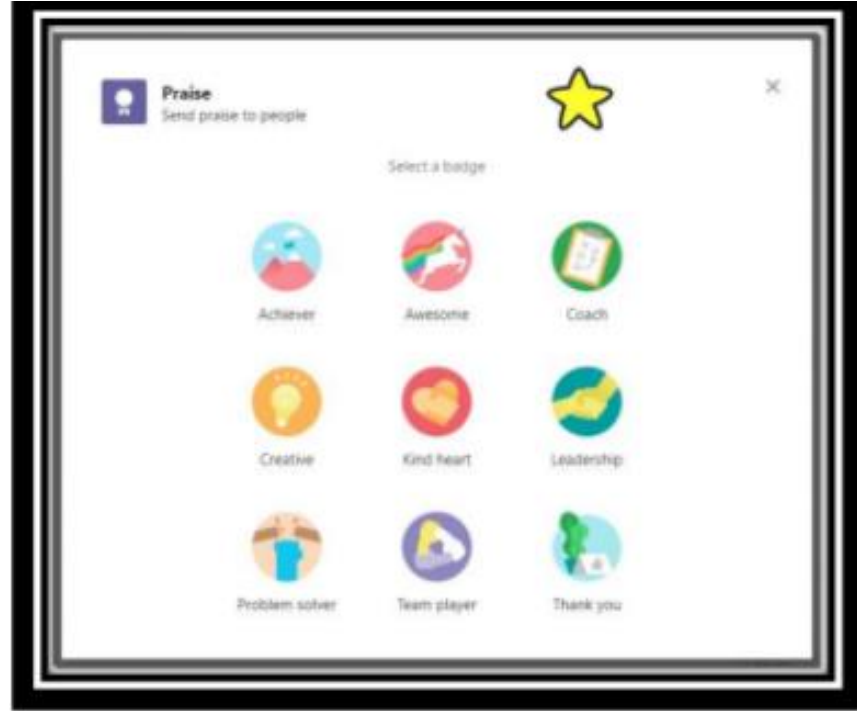 Praise
Send praise to people
Select a badge
Achiever Awesome Coach
Creative Kind heart Leadership
Problem solver Team player Thank you